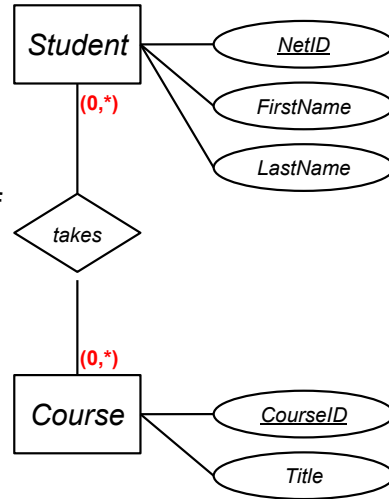 Student
NetID
(0,*)
FirstName
LastName
takes
(0,*)
Course
CourseID
Title